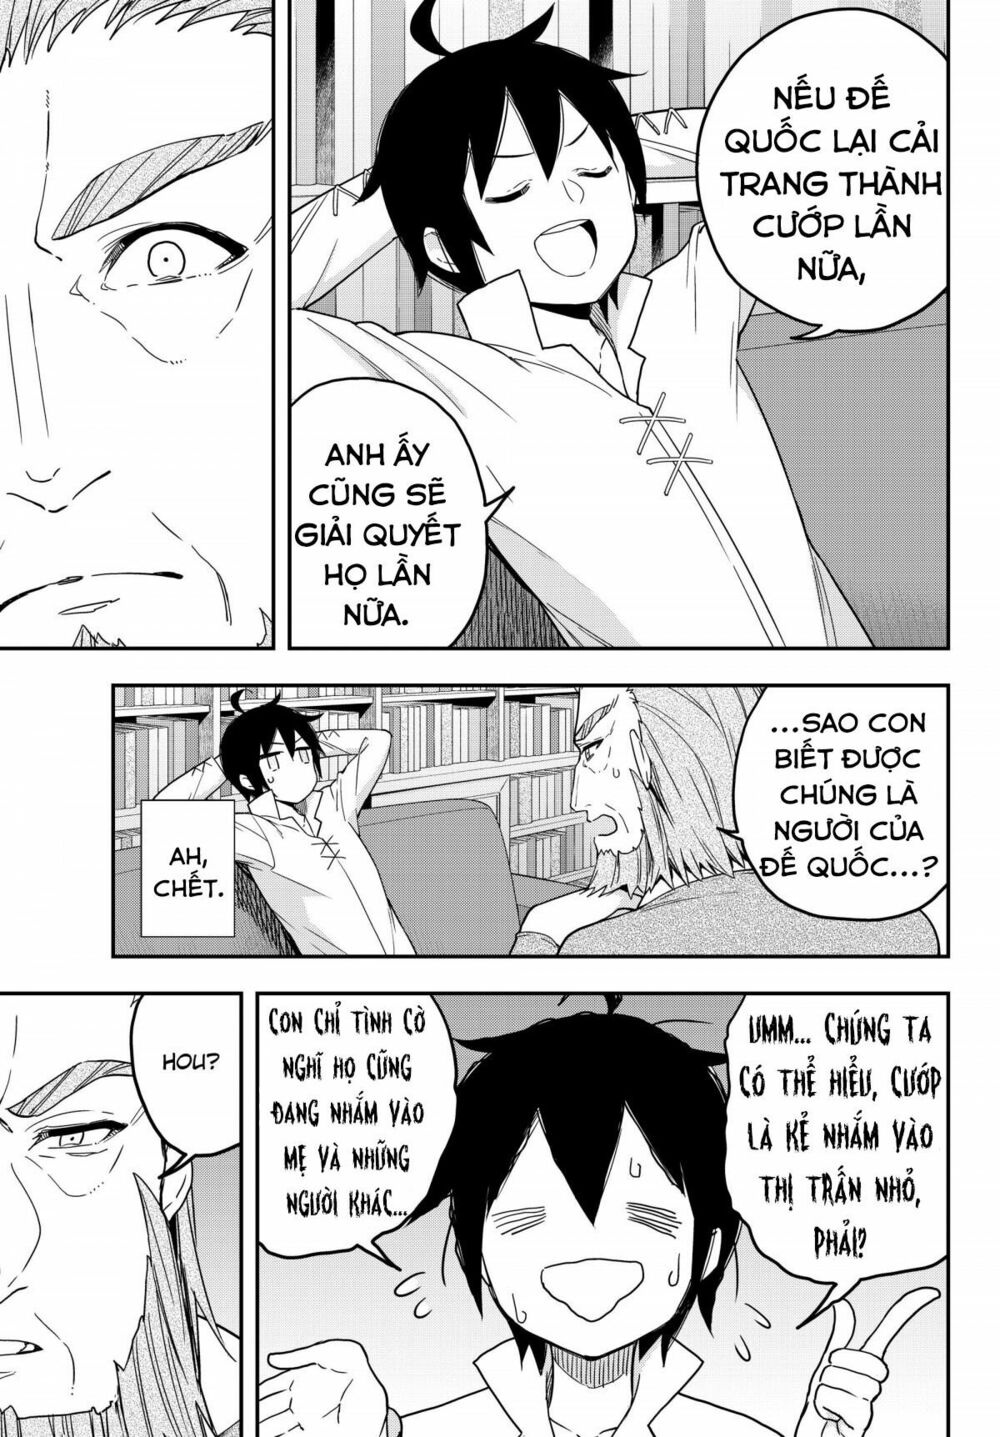 NẾU ĐẾ
QUỐC LẠI CẢI
TRANG THÀNH
CƯỚP LẦN
NỮA,
ANH ẤY
CŨNG SẼ
GIẢI QUYẾT
HỌ LẦN
NỮA.
...SAO CON
BIẾT ĐƯỢC
CHÚNG LÀ
NGƯỜI CỦA
ĐẾ QUỐC...?
AH,
CHẾT.
UMM... CHÚNG TA
CÓ THỂ HIỂU, CƯỚP
LÀ KẺ NHẮM VÀO
THỊ TRẤN NHỎ,
PHẢI?
CON CHỈ TÌNH CỜ
NGHĨ HỌ CŨNG
ĐANG NHẮM VÀO
MẸ VÀ NHỮNG
NGƯỜI KHÁC...
HOU?